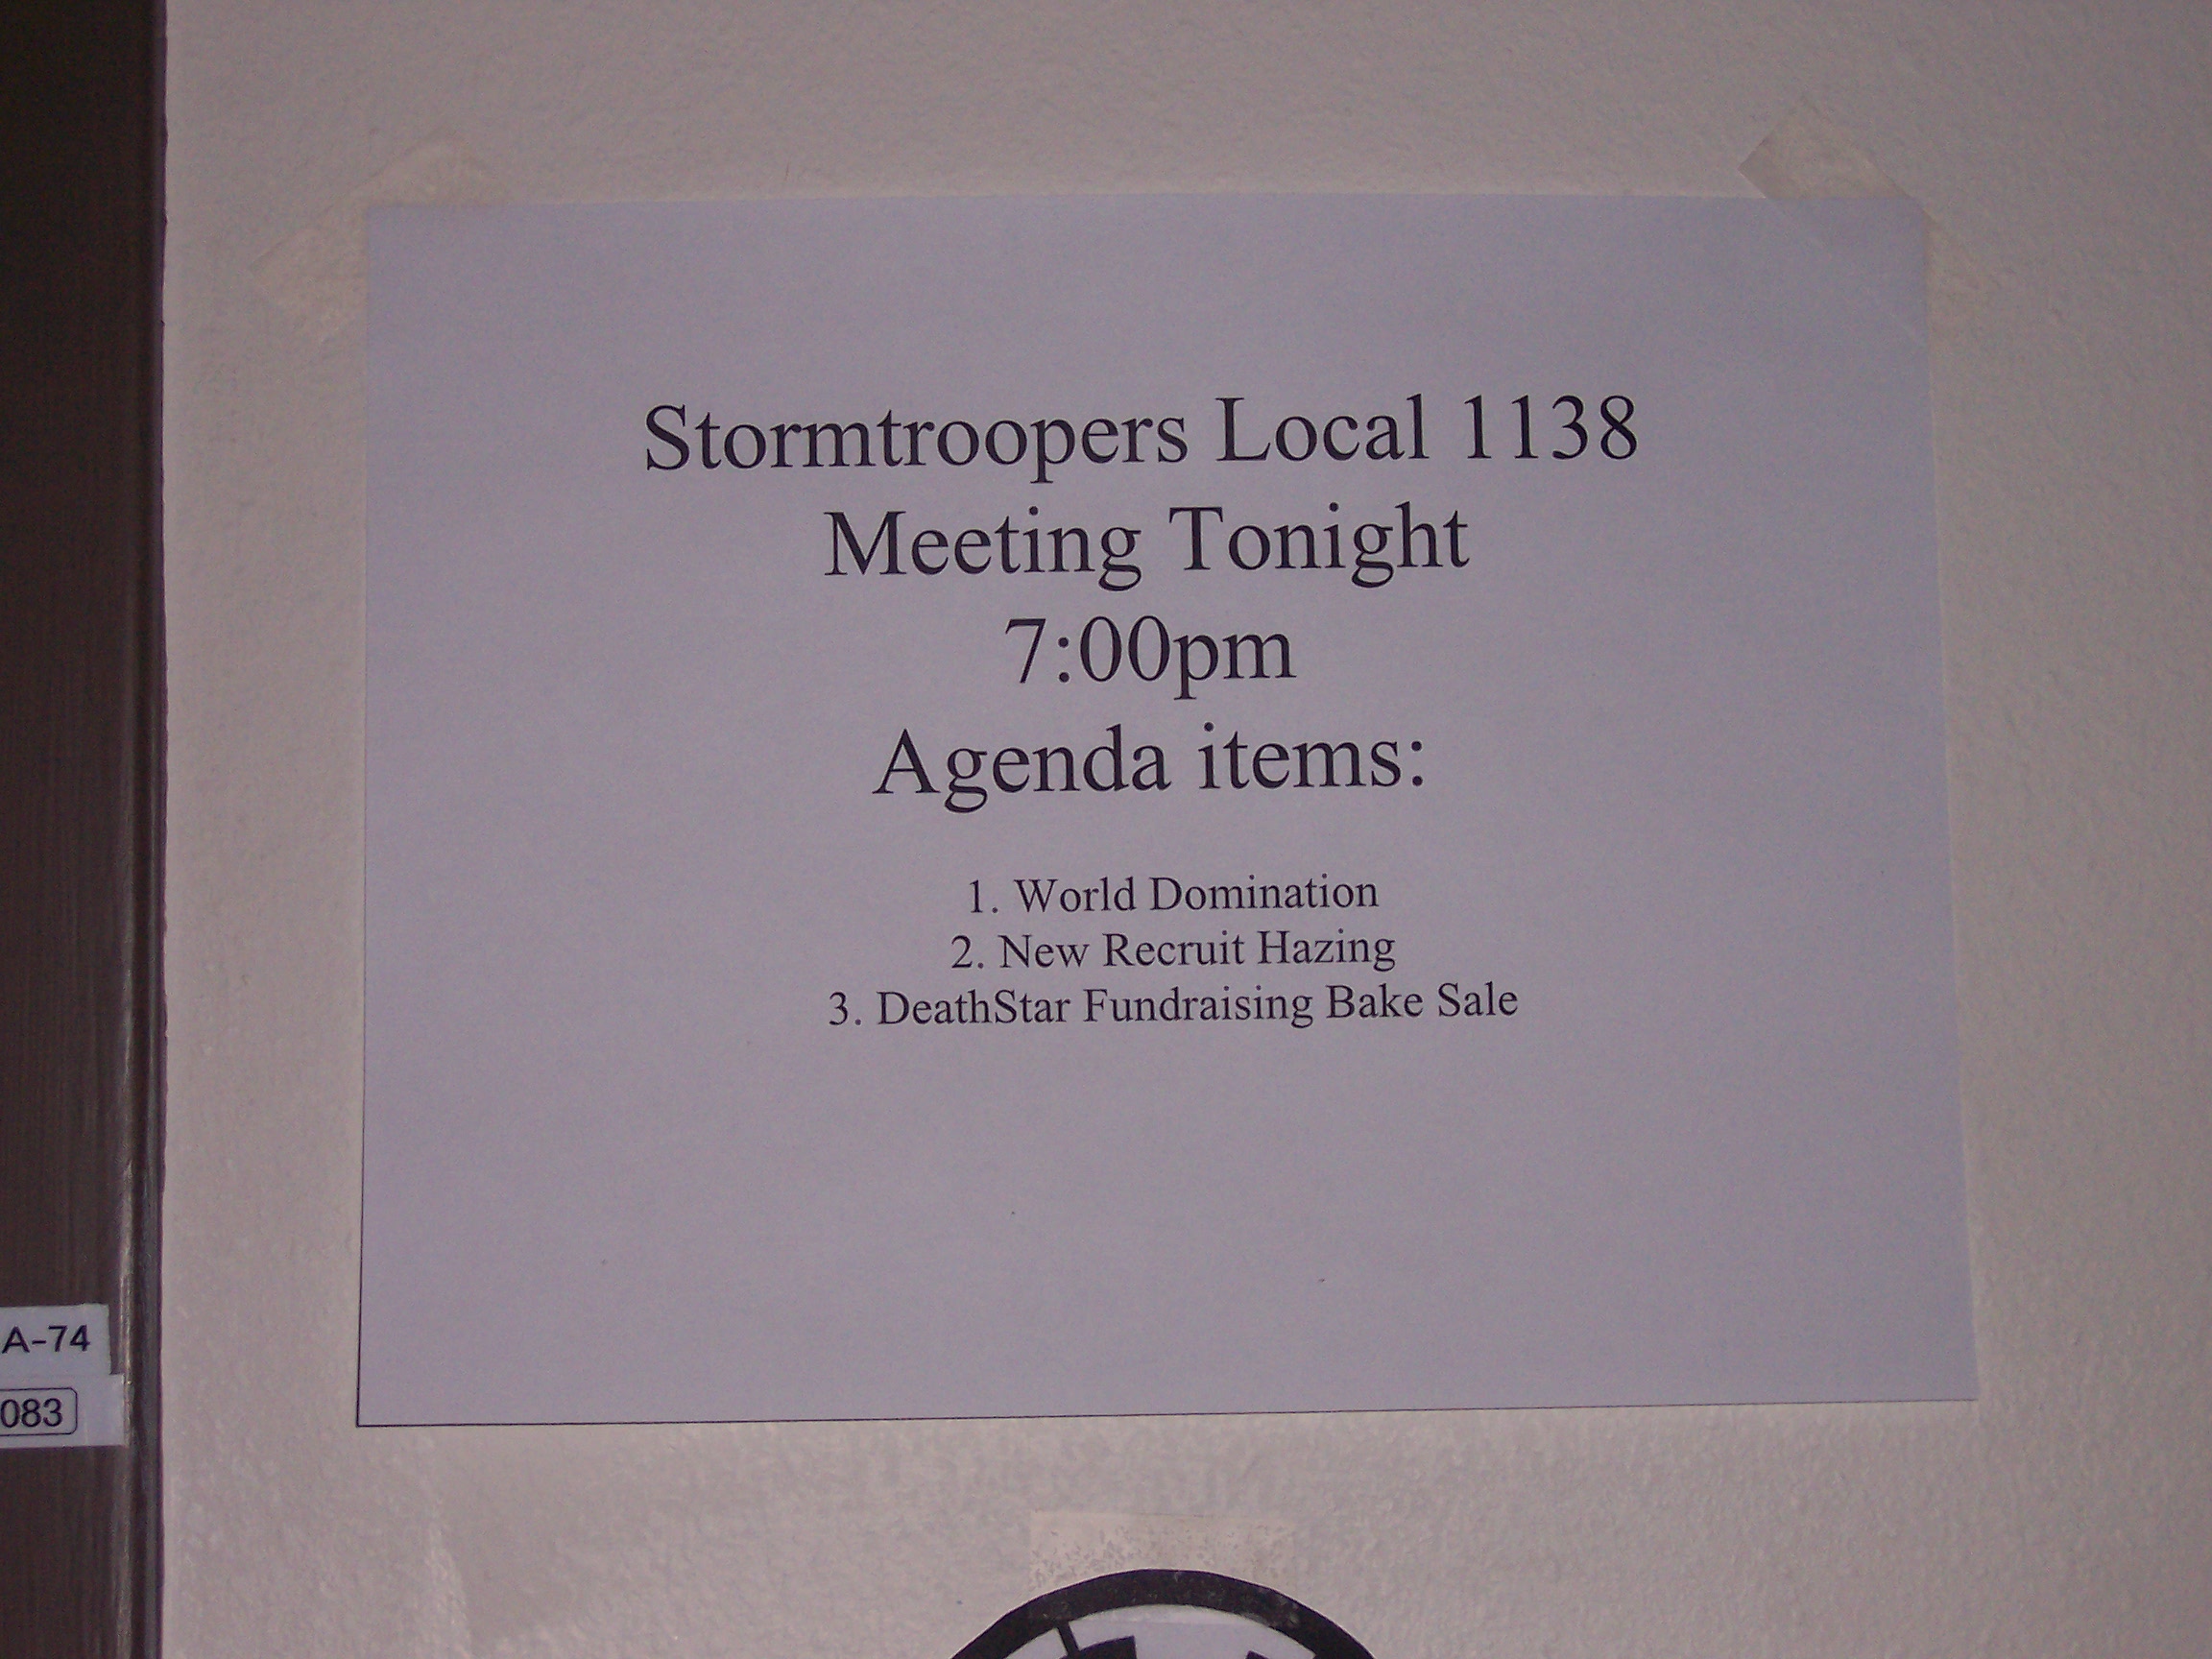 Stormtroopers Local 1138
Meeting Tonight
7:00pm
Agenda items:
1. World Domination
2. New Recruit Hazing
3. DeathStar Fundraising Bake Sale
A-74
083